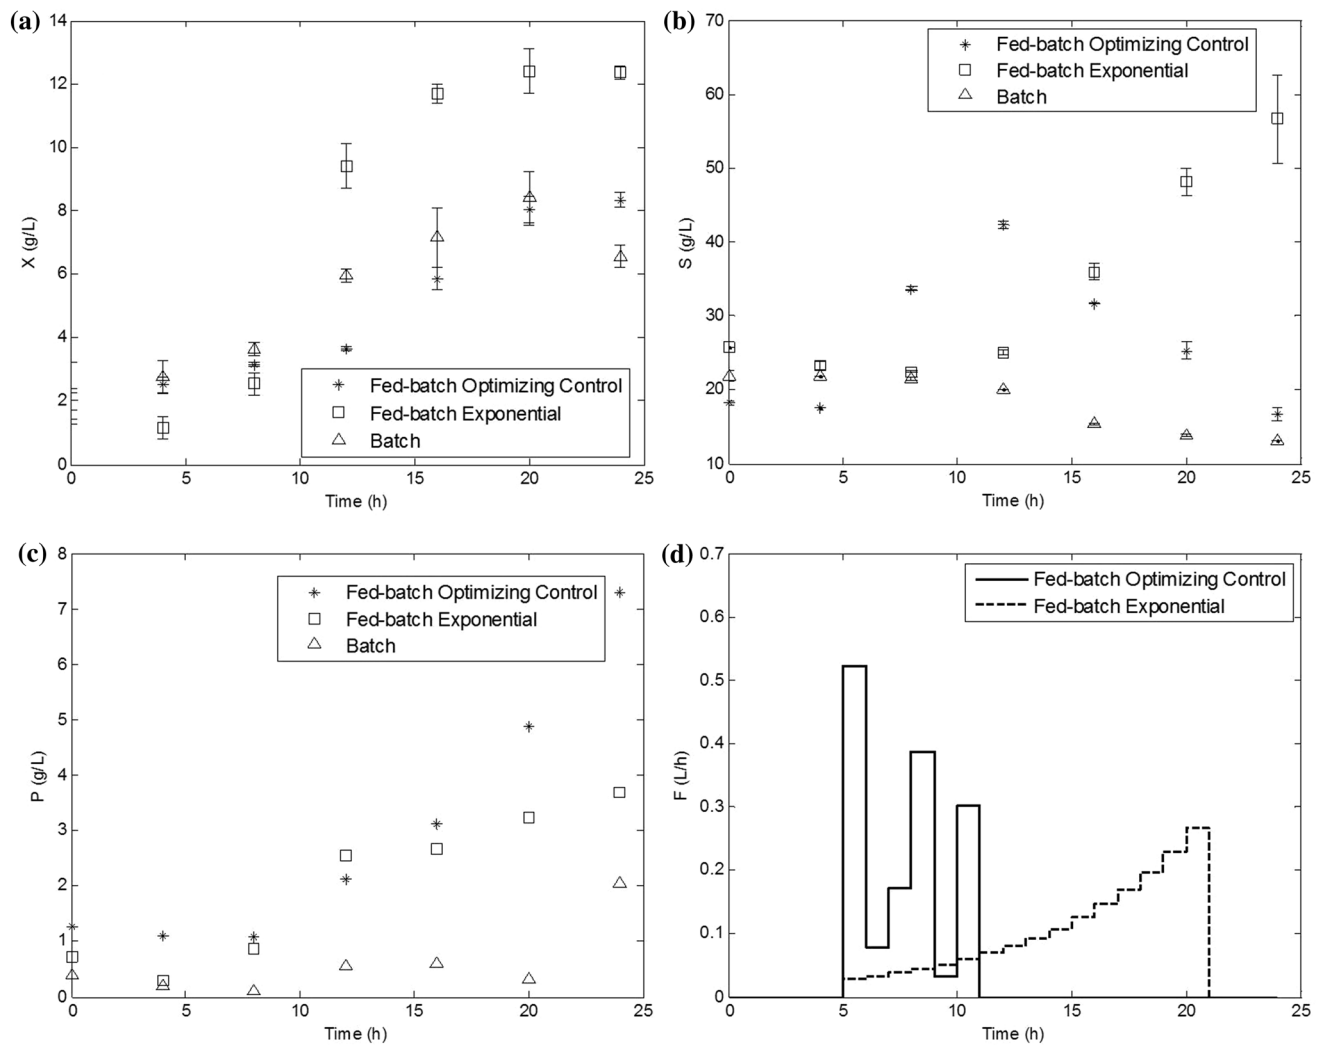 (a)
14
12
10
8
6
4
2
0
X (g/L)
Fed-batch Optimizing Control
Fed-batch Exponential
Batch
0 5 10 15 20 25
Time (h)
(b)
70
60
50
40
30
20
10
S (g/L)
Fed-batch Optimizing Control
Fed-batch Exponential
Batch
0 5 10 15 20 25
Time (h)
(c)
8
7
6
5
4
3
2
1
0
P (g/L)
Fed-batch Optimizing Control
Fed-batch Exponential
Batch
0 5 10 15 20 25
Time (h)
(d)
0.7
0.6
0.5
0.4
0.3
0.2
0.1
0
F (L/h)
Fed-batch Optimizing Control
Fed-batch Exponential
0 5 10 15 20 25
Time (h)